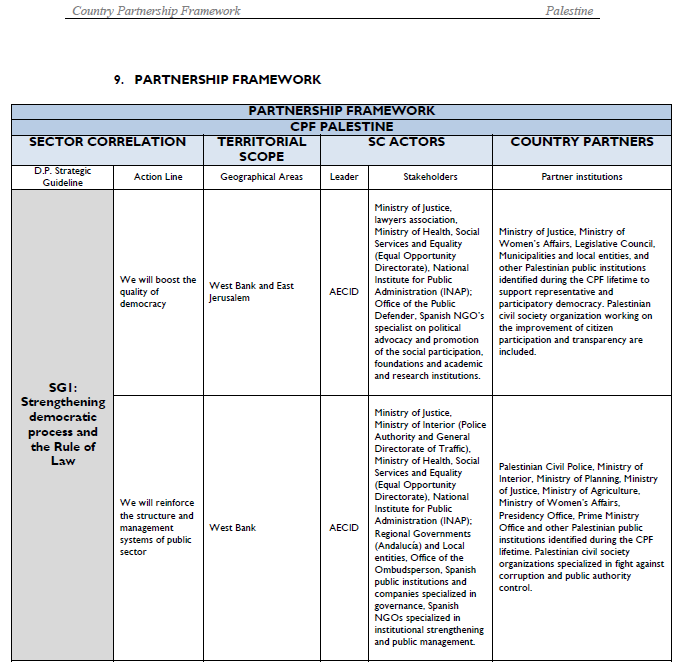 Country Partnership Framework Palestine
9. PARTNERSHIP FRAMEWORK
PARTNERSHIP FRAMEWORK
CPF PALESTINE
SECTOR CORRELATION
TERRITORIAL
SCOPE
SC ACTORS
COUNTRY PARTNERS
D.P. Strategic
Guideline
Action Line
Geographical Areas
Leader
Stakeholders
Partner institutions
SG1:
Strengthening
democratic
process and
the Rule of
Law
We will boost the
quality of
democracy
West Bank and East
Jerusalem
AECID
Ministry of Justice,
lawyers association,
Ministry of Health, Social
Services and Equality
(Equal Opportunity
Directorate), National
Institute for Public
Administration (INAP);
Office of the Public
Defender, Spanish NGO's
specialist on political
advocacy and promotion
of the social participation,
foundations and academic
and research institutions.
Ministry of Justice, Ministry of
Women's Affairs, Legislative Council,
Municipalities and local entities, and
other Palestinian public institutions
identified during the CPF lifetime to
support representative and
participatory democracy. Palestinian
civil society organization working on
the improvement of citizen
participation and transparency are
included.
We will reinforce
the structure and
management
systems of public
sector
West Bank
AECID
Ministry of Justice,
Ministry of Interior (Police
Authority and General
Directorate of Traffic),
Ministry of Health, Social
Services and Equality
(Equal Opportunity
Directorate), National
Institute for Public
Administration (INAP);
Regional Governments
(Andalucía) and Local
entities, Office of the
Ombudsperson, Spanish
public institutions and
companies specialized in
governance, Spanish
NGOs specialized in
institutional strengthening
and public management.
Palestinian Civil Police, Ministry of
Interior, Ministry of Planning, Ministry
of Justice, Ministry of Agriculture,
Ministry of Women's Affairs,
Presidency Office, Prime Ministry
Office and other Palestinian public
institutions identified during the CPF
lifetime. Palestinian civil society
organizations specialized in fight against
corruption and public authority
control.